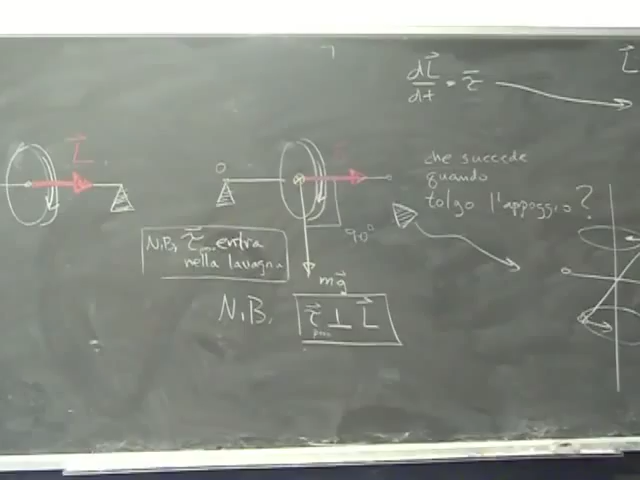 dL⃗/dt = τ⃗
L⃗
L⃗
che succede
quando
tolgo l'appoggio?
O
90°
N.B. τ⃗ entra
nella lavagna
mg⃗
N.B. τ⃗ ⊥ L⃗